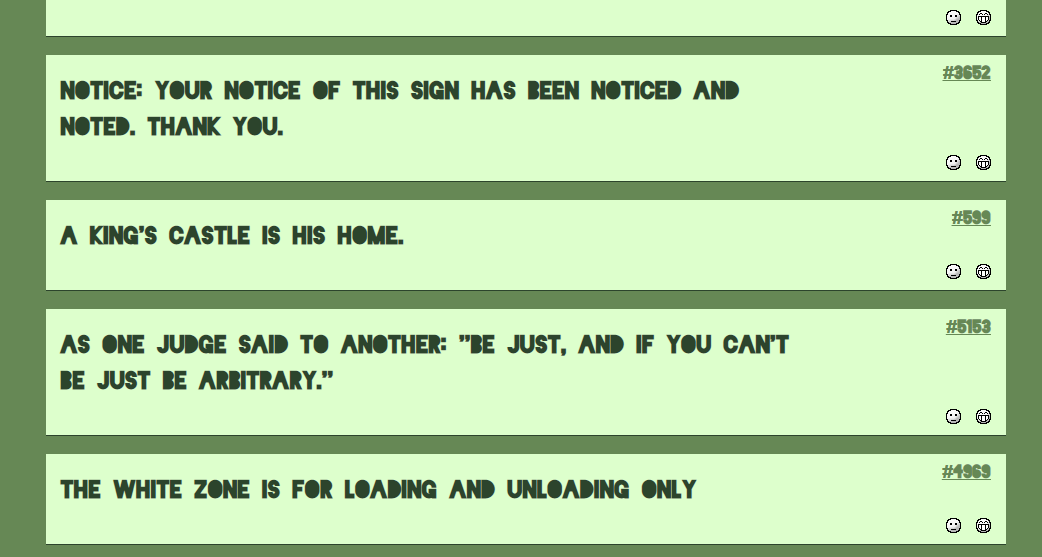 #3652
NOTICE: YOUR NOTICE OF THIS SIGN HAS BEEN NOTICED AND
NOTED. THANK YOU.
#599
A KING'S CASTLE IS HIS HOME.
#5153
AS ONE JUDGE SAID TO ANOTHER: "BE JUST, AND IF YOU CAN'T
BE JUST BE ARBITRARY."
#4969
THE WHITE ZONE IS FOR LOADING AND UNLOADING ONLY